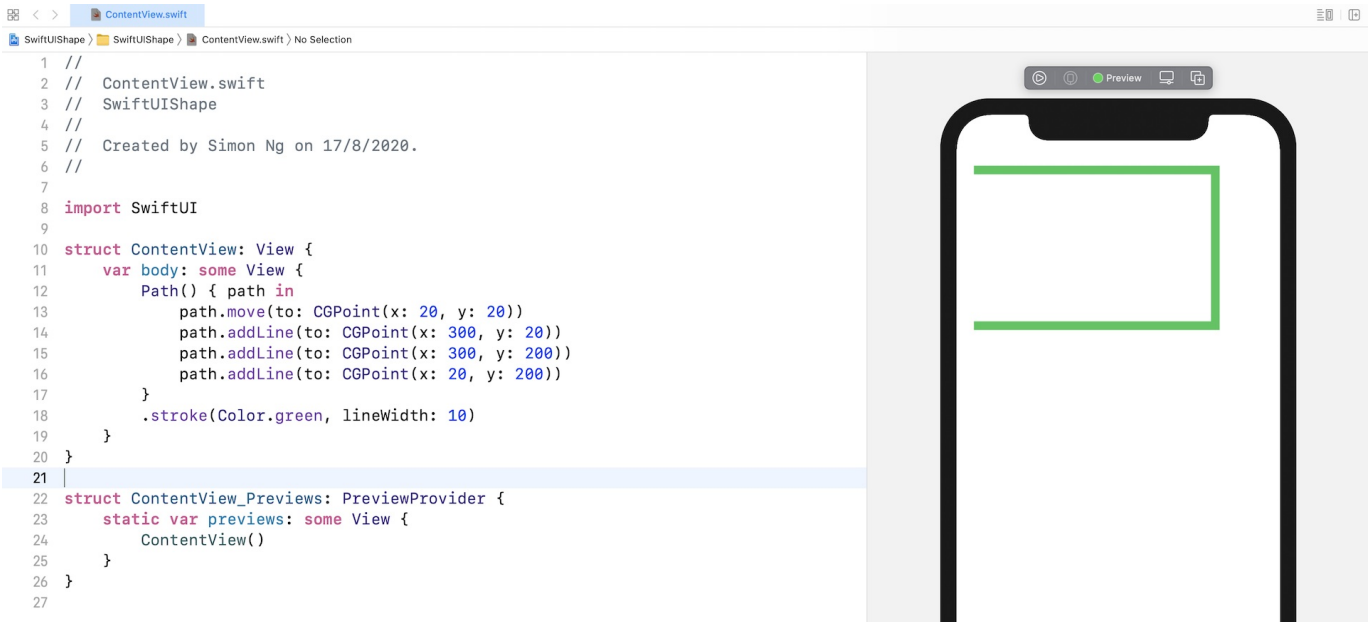 ContentView.swift
SwiftUIShape 〉 SwiftUIShape 〉 ContentView.swift 〉 No Selection
1 //
2 //  ContentView.swift
3 //  SwiftUIShape
4 //
5 //  Created by Simon Ng on 17/8/2020.
6 //
7
8 import SwiftUI
9
10 struct ContentView: View {
11     var body: some View {
12         Path() { path in
13             path.move(to: CGPoint(x: 20, y: 20))
14             path.addLine(to: CGPoint(x: 300, y: 20))
15             path.addLine(to: CGPoint(x: 300, y: 200))
16             path.addLine(to: CGPoint(x: 20, y: 200))
17         }
18         .stroke(Color.green, lineWidth: 10)
19     }
20 }
21
22 struct ContentView_Previews: PreviewProvider {
23     static var previews: some View {
24         ContentView()
25     }
26 }
27
Preview